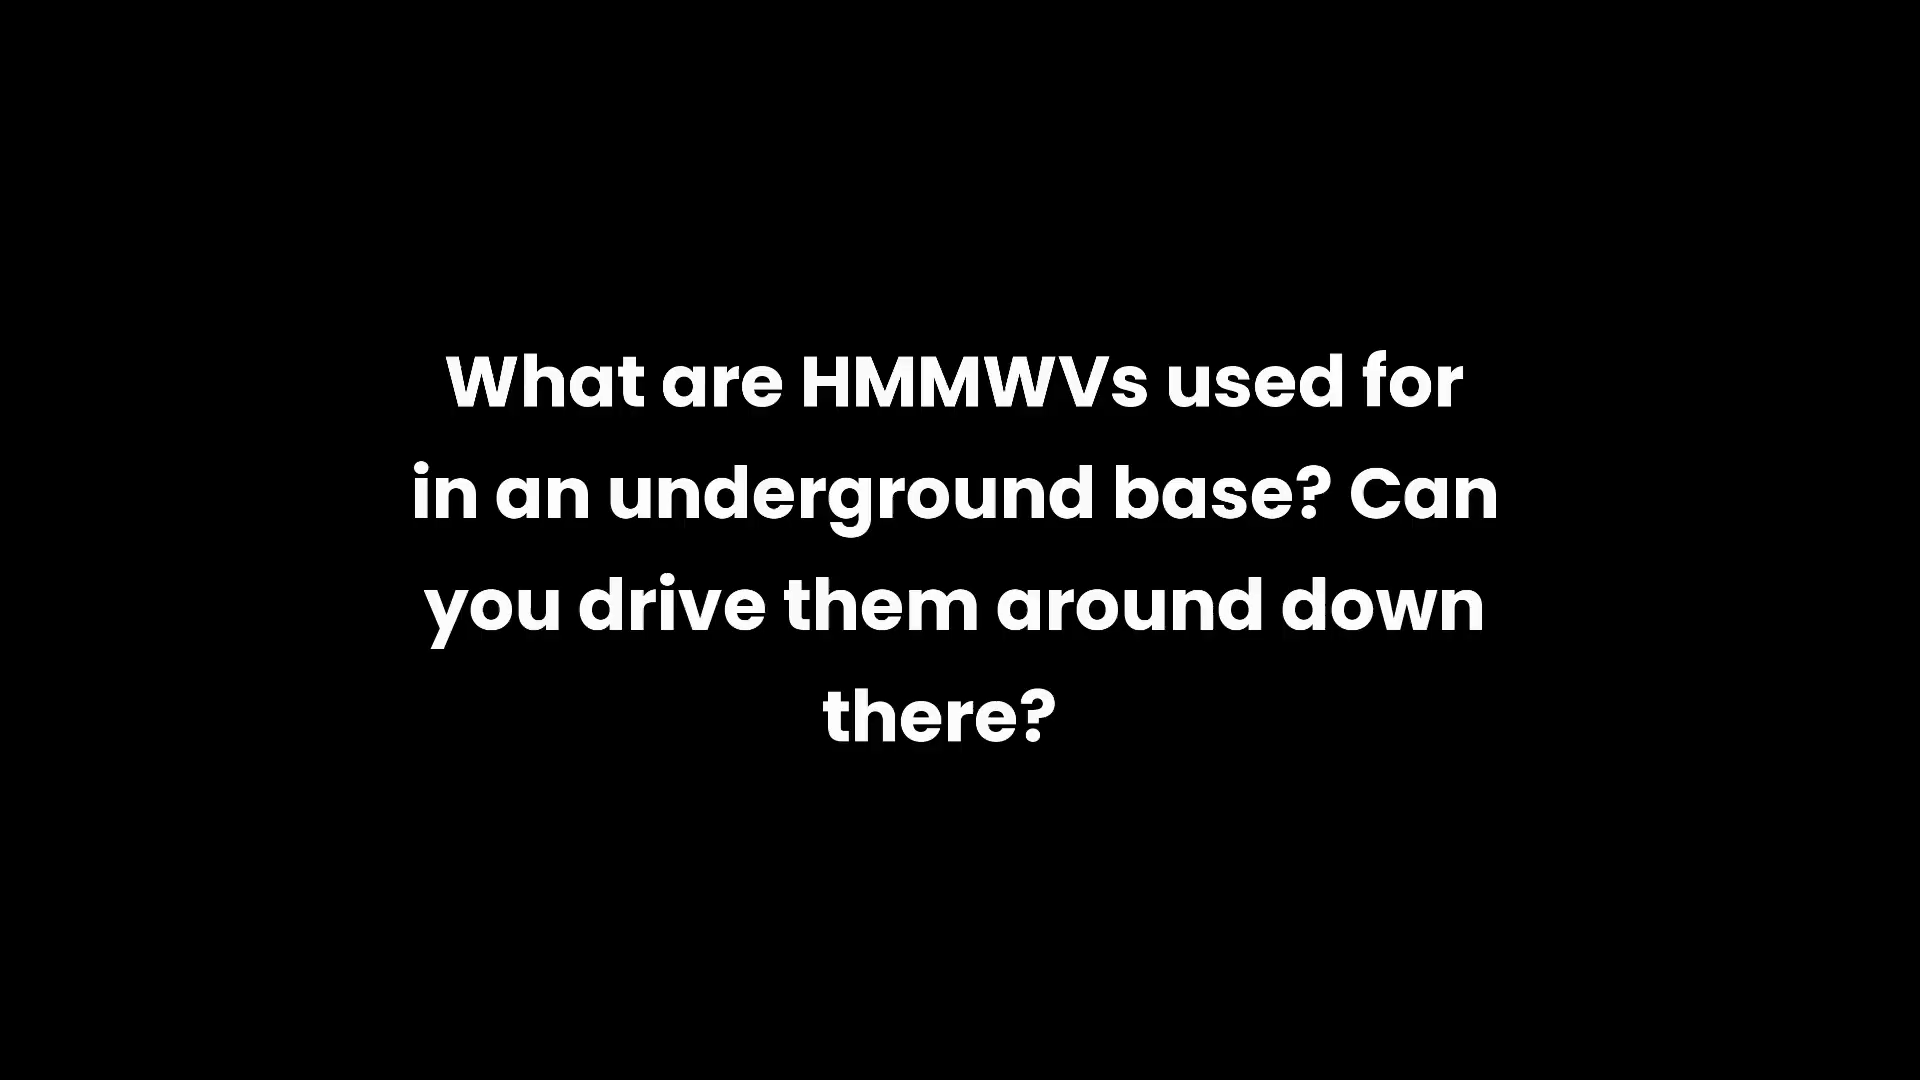 What are HMMWVs used for
in an underground base? Can
you drive them around down
there?